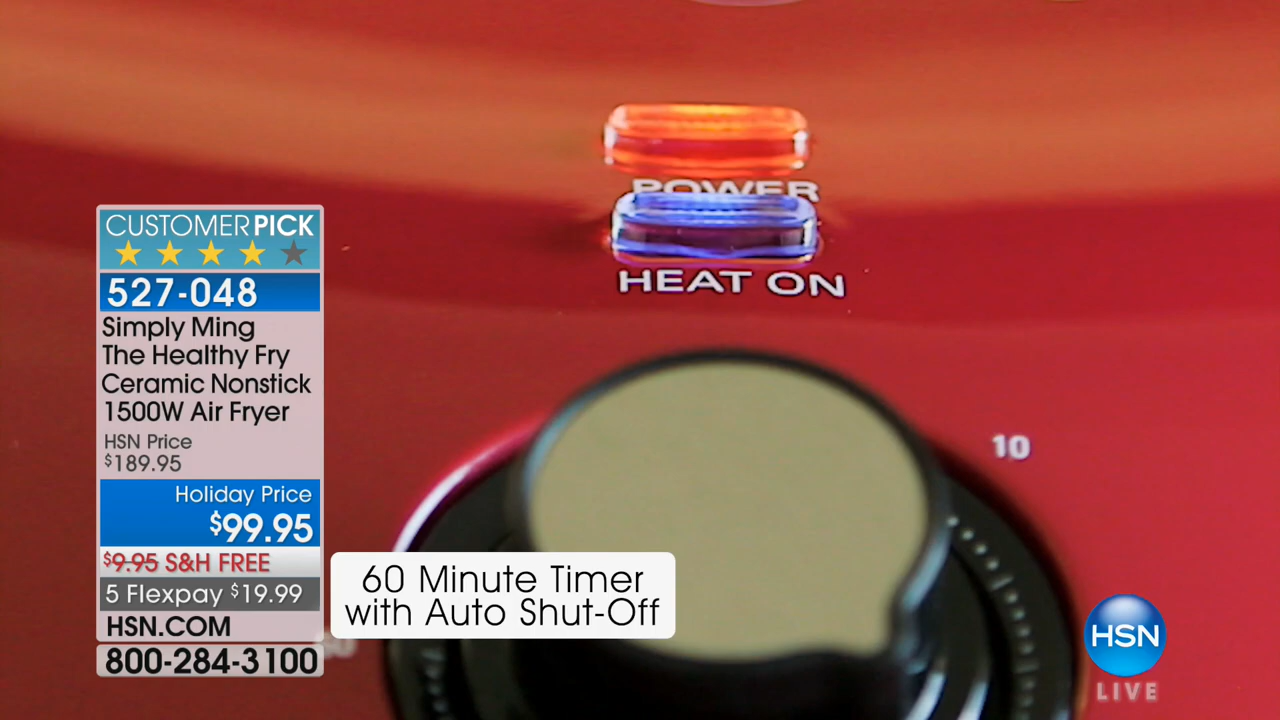 POWER
HEAT ON
10
CUSTOMER PICK
527-048
Simply Ming
The Healthy Fry
Ceramic Nonstick
1500W Air Fryer
HSN Price
$189.95
Holiday Price
$99.95
$9.95 S&H FREE
5 Flexpay $19.99
HSN.COM
800-284-3100
60 Minute Timer
with Auto Shut-Off
HSN
LIVE